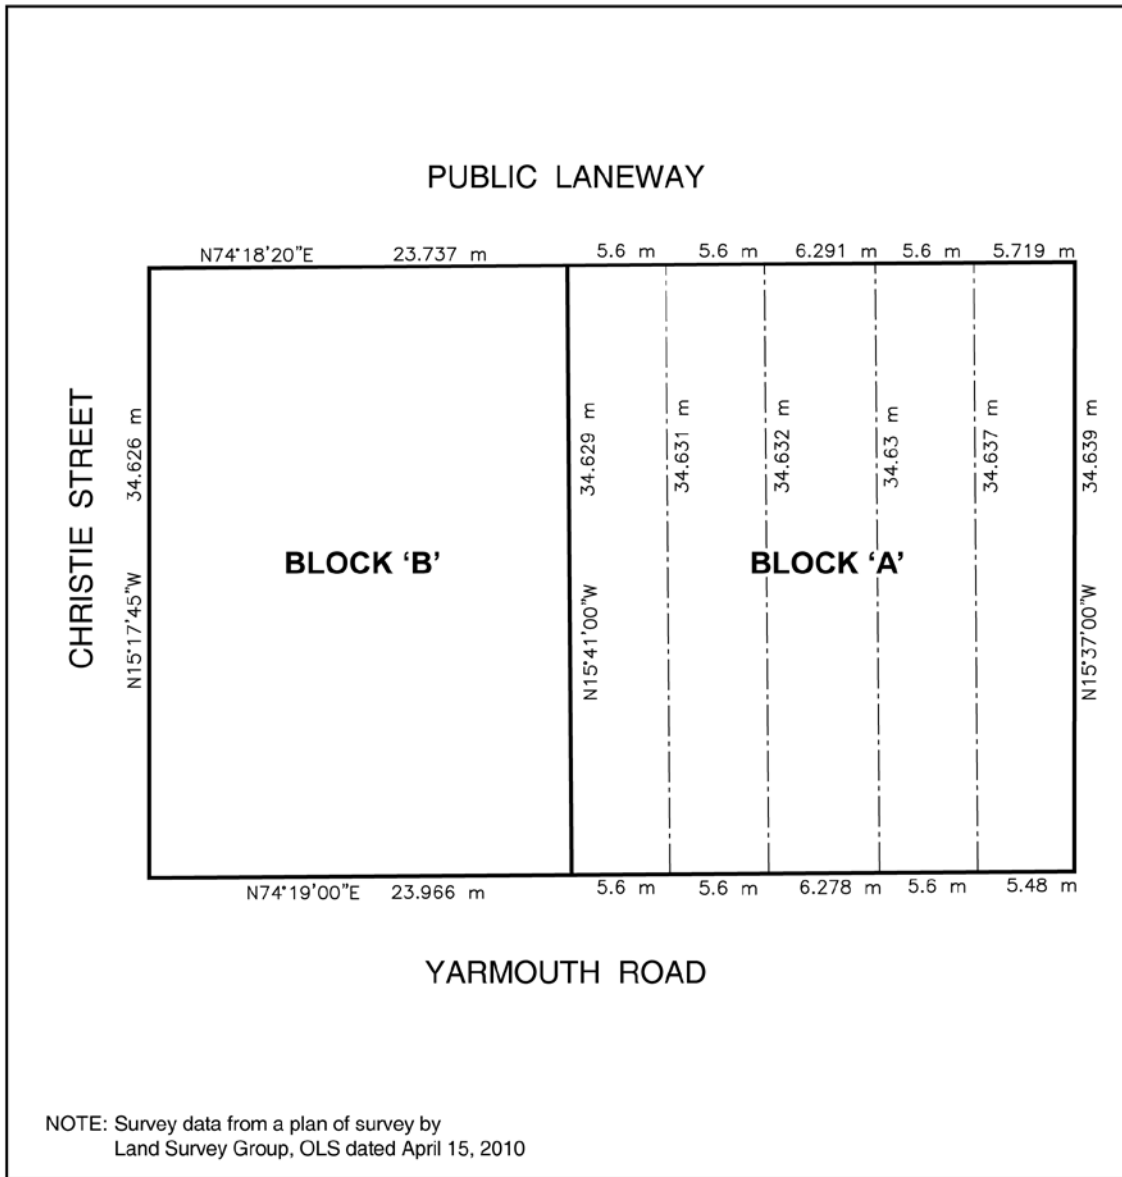 PUBLIC LANEWAY
N74°18'20"E 23.737 m 5.6 m 5.6 m 6.291 m 5.6 m 5.719 m
CHRISTIE STREET
N15°17'45"W 34.626 m
BLOCK ‘B’
N15°41'00"W 34.629 m
34.631 m
34.632 m
34.63 m
34.637 m
BLOCK ‘A’
N15°37'00"W 34.639 m
N74°19'00"E 23.966 m 5.6 m 5.6 m 6.278 m 5.6 m 5.48 m
YARMOUTH ROAD
NOTE: Survey data from a plan of survey by
Land Survey Group, OLS dated April 15, 2010